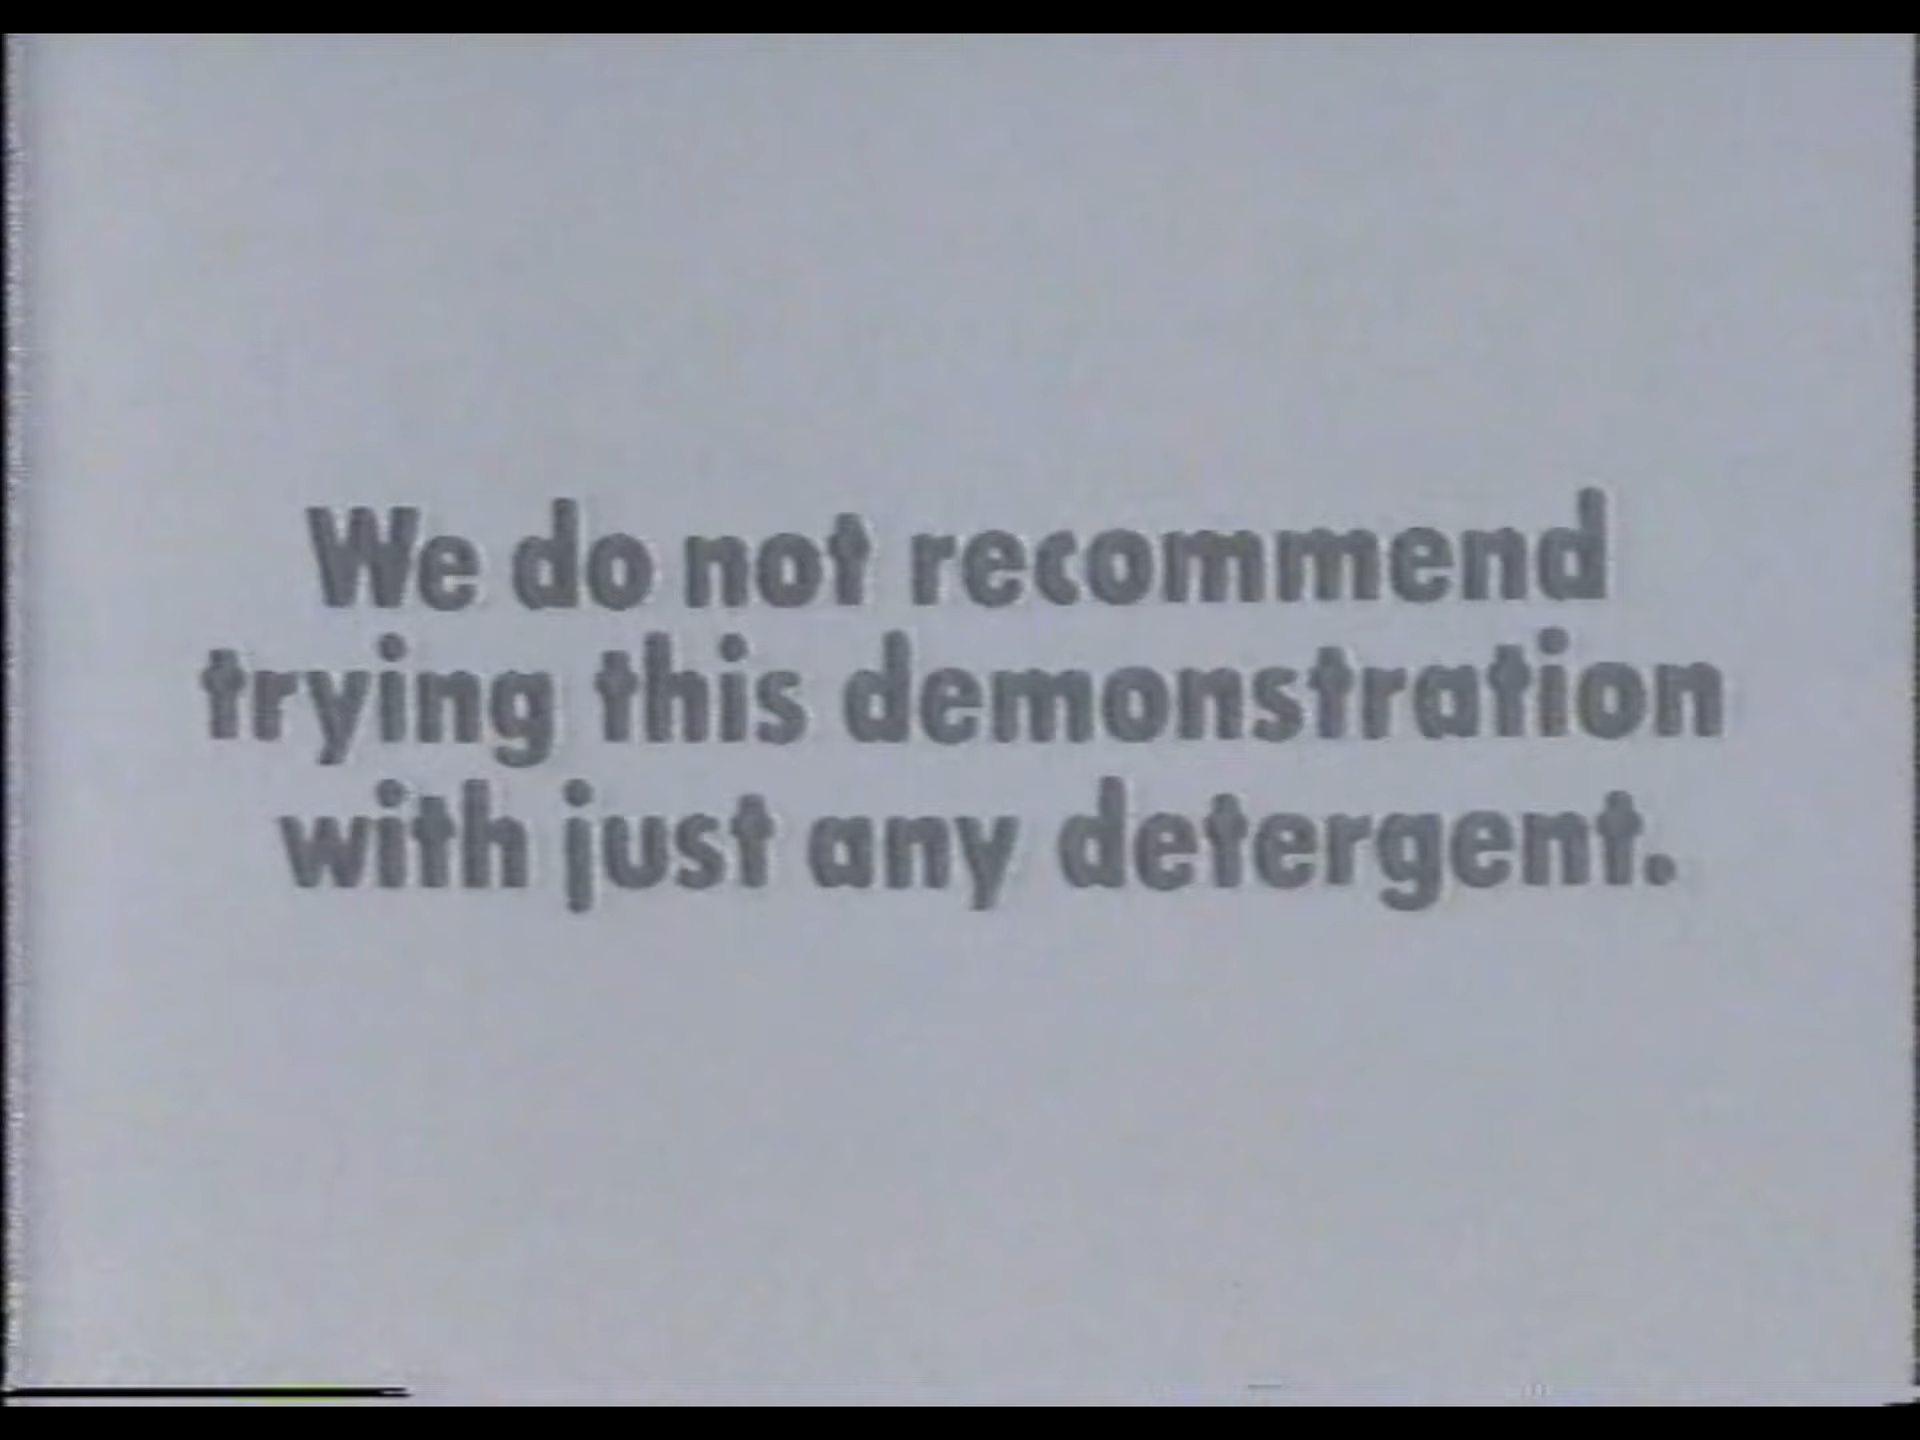 We do not recommend
trying this demonstration
with just any detergent.